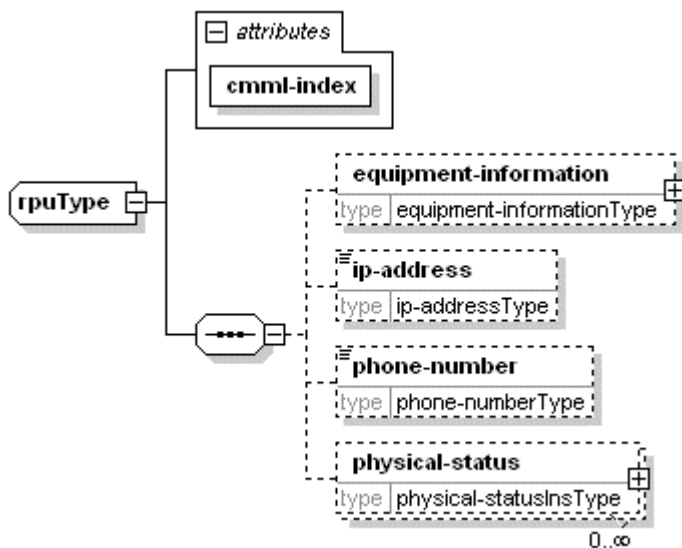 attributes
cmml-index
rpuType
equipment-information
type equipment-informationType
ip-address
type ip-addressType
phone-number
type phone-numberType
physical-status
type physical-statusInsType
0..∞